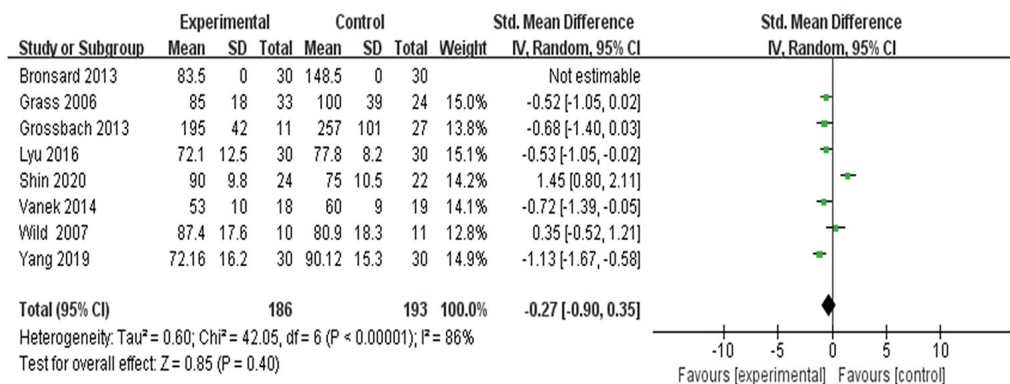 Experimental Control Std. Mean Difference Std. Mean Difference
Study or Subgroup Mean SD Total Mean SD Total Weight IV, Random, 95% CI IV, Random, 95% CI
Bronsard 2013 83.5 0 30 148.5 0 30 Not estimable
Grass 2006 85 18 33 100 39 24 15.0% -0.52 [-1.05, 0.02]
Grossbach 2013 195 42 11 257 101 27 13.8% -0.68 [-1.40, 0.03]
Lyu 2016 72.1 12.5 30 77.8 8.2 30 15.1% -0.53 [-1.05, -0.02]
Shin 2020 90 9.8 24 75 10.5 22 14.2% 1.45 [0.80, 2.11]
Vanek 2014 53 10 18 60 9 19 14.1% -0.72 [-1.39, -0.05]
Wild 2007 87.4 17.6 10 80.9 18.3 11 12.8% 0.35 [-0.52, 1.21]
Yang 2019 72.16 16.2 30 90.12 15.3 30 14.9% -1.13 [-1.67, -0.58]
Total (95% CI) 186 193 100.0% -0.27 [-0.90, 0.35]
Heterogeneity: Tau² = 0.60; Chi² = 42.05, df = 6 (P < 0.00001); I² = 86%
Test for overall effect: Z = 0.85 (P = 0.40)
-10 -5 0 5 10
Favours [experimental] Favours [control]